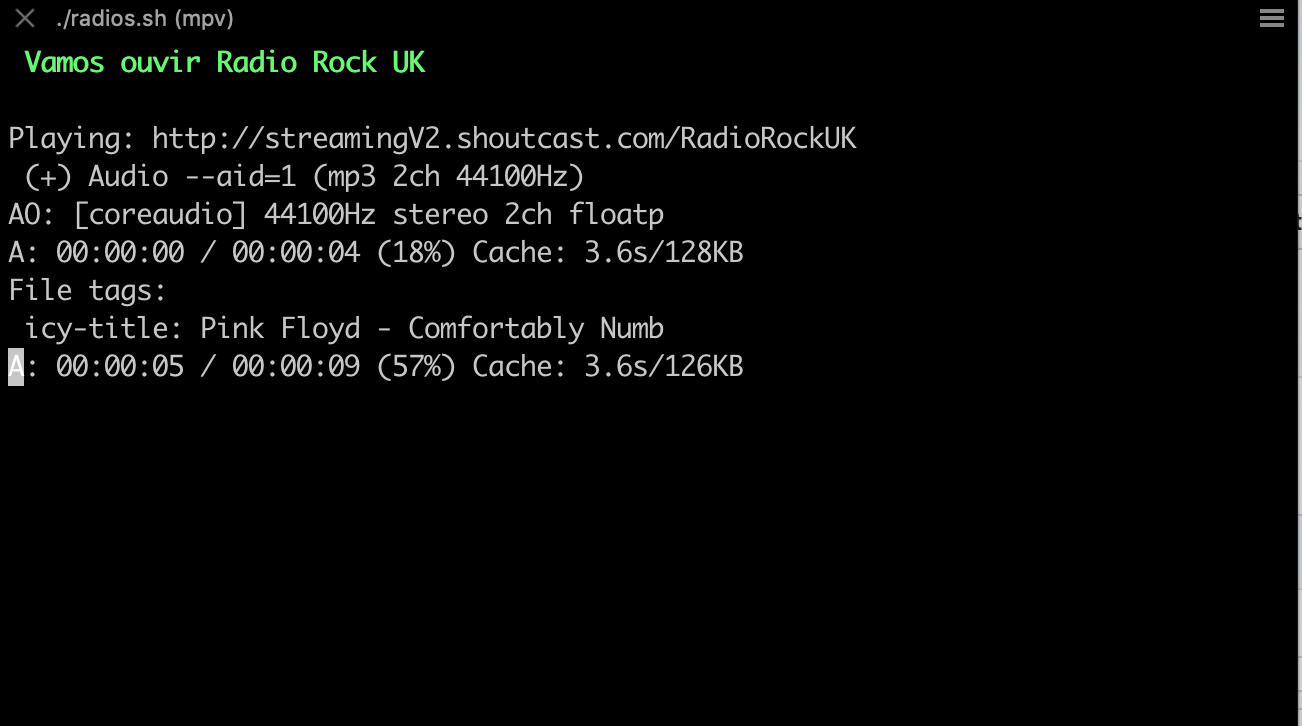 ./radios.sh (mpv)
Vamos ouvir Radio Rock UK
Playing: http://streamingV2.shoutcast.com/RadioRockUK
(+) Audio --aid=1 (mp3 2ch 44100Hz)
AO: [coreaudio] 44100Hz stereo 2ch floatp
A: 00:00:00 / 00:00:04 (18%) Cache: 3.6s/128KB
File tags:
icy-title: Pink Floyd - Comfortably Numb
A: 00:00:05 / 00:00:09 (57%) Cache: 3.6s/126KB